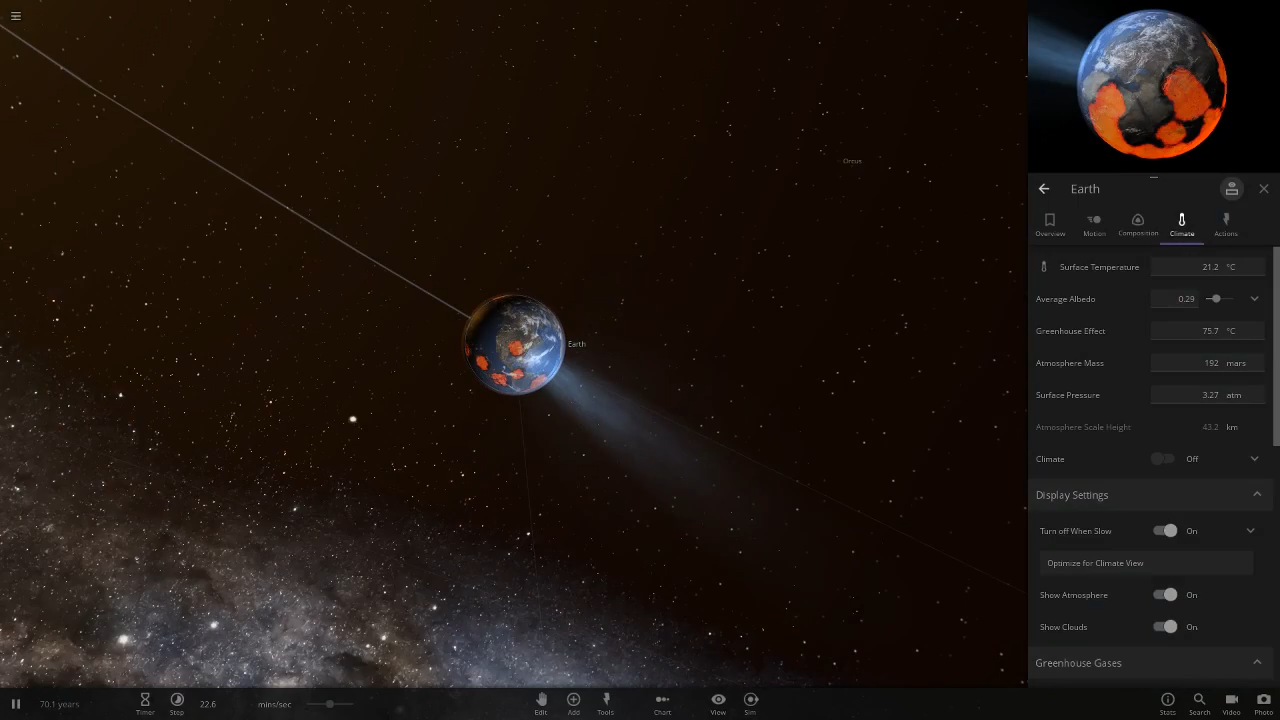 Orcus
Earth
Earth
Overview
Motion
Composition
Climate
Actions
Surface Temperature 21.2 °C
Average Albedo 0.29
Greenhouse Effect 75.7 °C
Atmosphere Mass 192 mars
Surface Pressure 3.27 atm
Atmosphere Scale Height 43.2 km
Climate Off
Display Settings
Turn off When Slow On
Optimize for Climate View
Show Atmosphere On
Show Clouds On
Greenhouse Gases
70.1 years
Timer
Step
22.6 mins/sec
Edit
Add
Tools
Chart
View
Sim
Stats
Search
Video
Photo